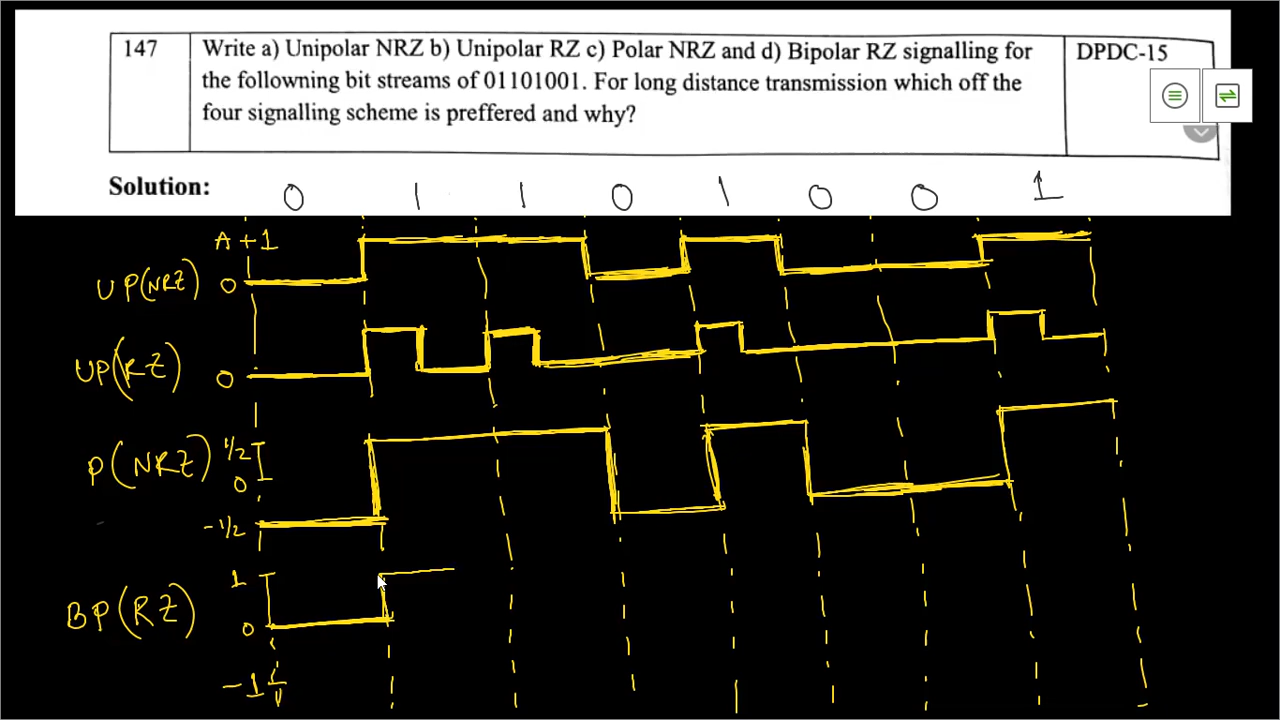 147
Write a) Unipolar NRZ b) Unipolar RZ c) Polar NRZ and d) Bipolar RZ signalling for
the followning bit streams of 01101001. For long distance transmission which off the
four signalling scheme is preffered and why?
DPDC-15
Solution:
0 1 1 0 1 0 0 1
A +1
UP(NRZ) 0
UP(RZ) 0
P(NRZ) 1/2
0
-1/2
1
BP(RZ)
0
-1